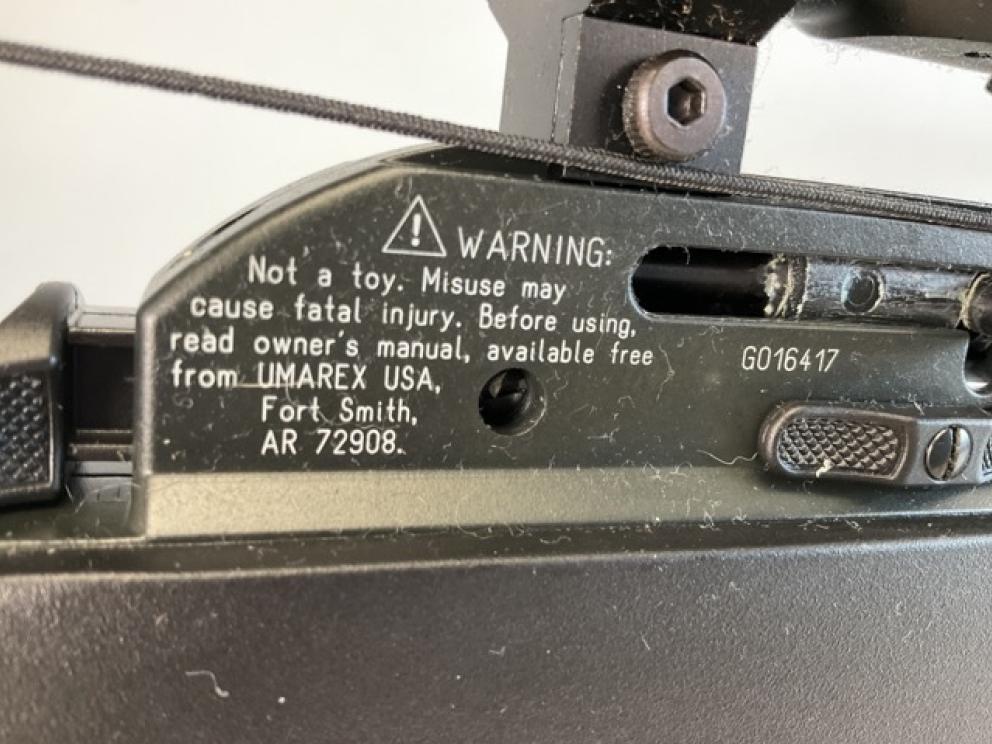 WARNING:
Not a toy. Misuse may
cause fatal injury. Before using,
read owner's manual, available free
from UMAREX USA,
Fort Smith,
AR 72908.
G016417